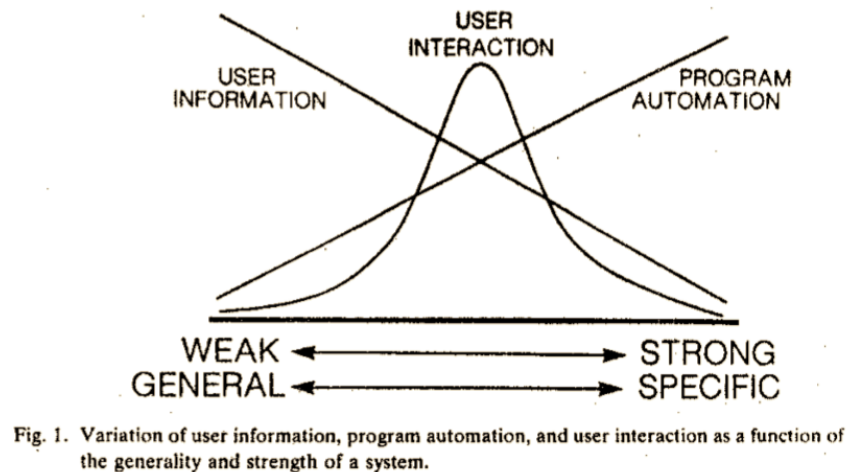 USER
INTERACTION
USER
INFORMATION
PROGRAM
AUTOMATION
WEAK STRONG
GENERAL SPECIFIC
Fig. 1. Variation of user information, program automation, and user interaction as a function of
the generality and strength of a system.